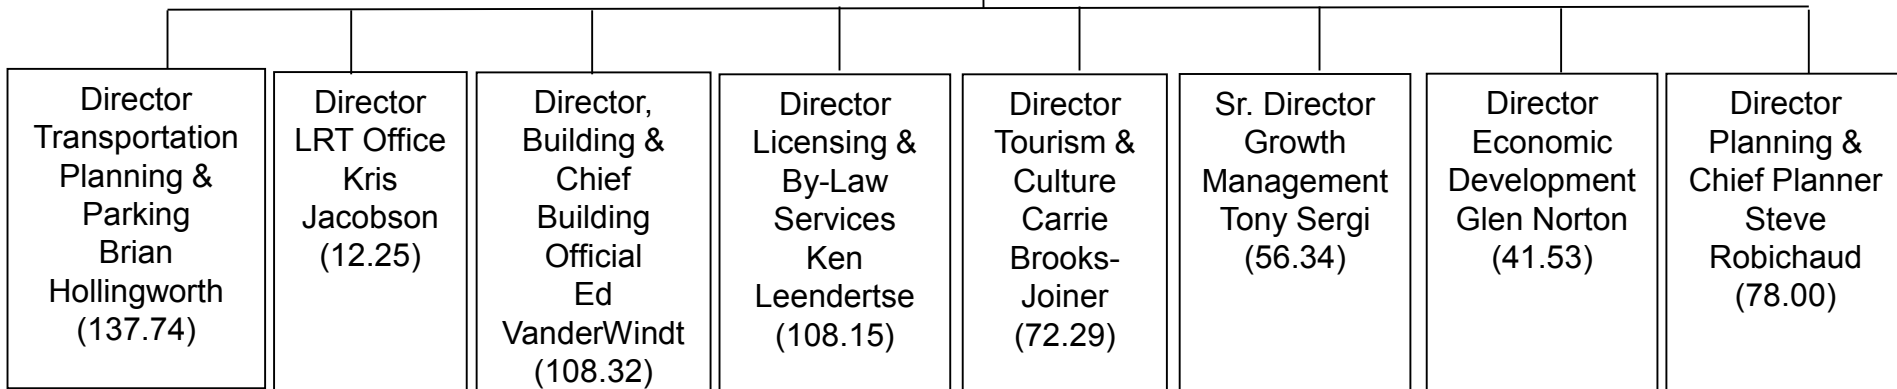 Director
Transportation
Planning &
Parking
Brian
Hollingworth
(137.74)
Director
LRT Office
Kris
Jacobson
(12.25)
Director,
Building &
Chief
Building
Official
Ed
VanderWindt
(108.32)
Director
Licensing &
By-Law
Services
Ken
Leendertse
(108.15)
Director
Tourism &
Culture
Carrie
Brooks-
Joiner
(72.29)
Sr. Director
Growth
Management
Tony Sergi
(56.34)
Director
Economic
Development
Glen Norton
(41.53)
Director
Planning &
Chief Planner
Steve
Robichaud
(78.00)